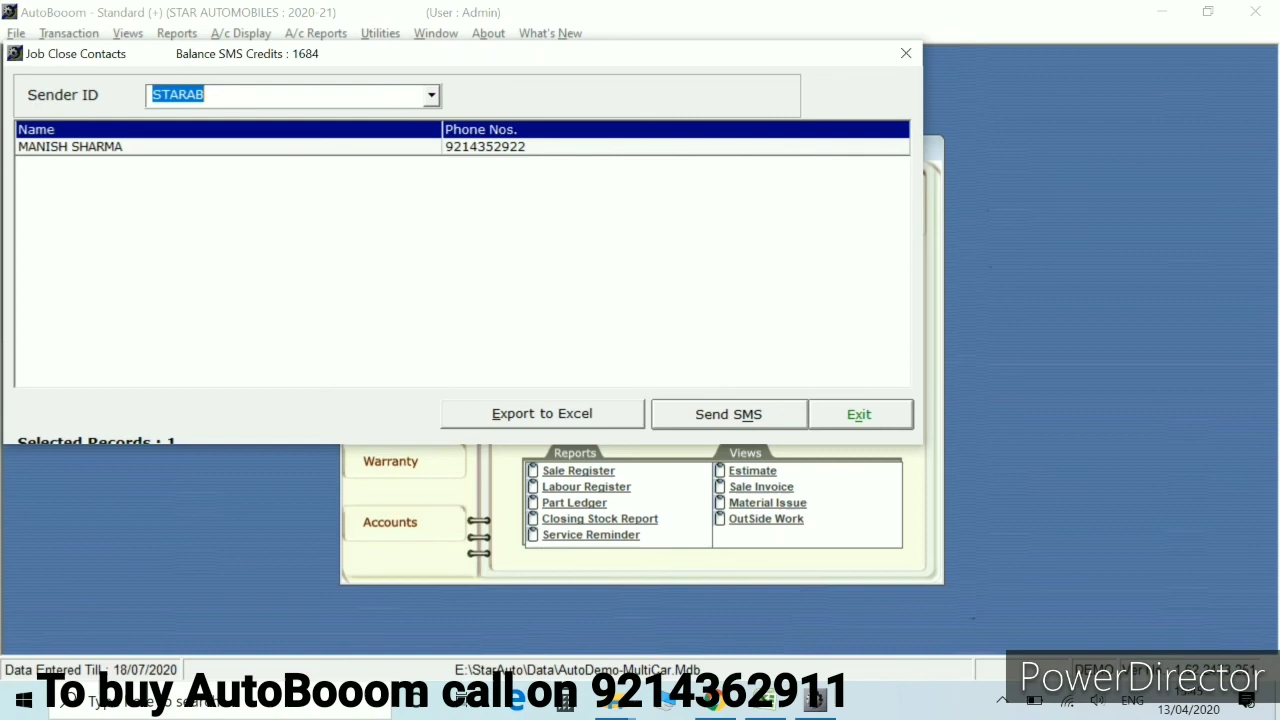 AutoBooom - Standard (+) (STAR AUTOMOBILES : 2020-21) (User : Admin)
File Transaction Views Reports A/c Display A/c Reports Utilities Window About What's New
Job Close Contacts Balance SMS Credits : 1684
Sender ID STARAB
Name Phone Nos.
MANISH SHARMA 9214352922
Export to Excel Send SMS Exit
Selected Records : 1
Reports Views
Warranty
Sale Register Estimate
Labour Register Sale Invoice
Part Ledger Material Issue
Closing Stock Report OutSide Work
Service Reminder
Accounts
Data Entered Till : 18/07/2020 E:\StarAuto\Data\AutoDemo-MultiCar.Mdb DEMO
PowerDirector
To buy AutoBooom call on 9214362911
ENG
13/04/2020